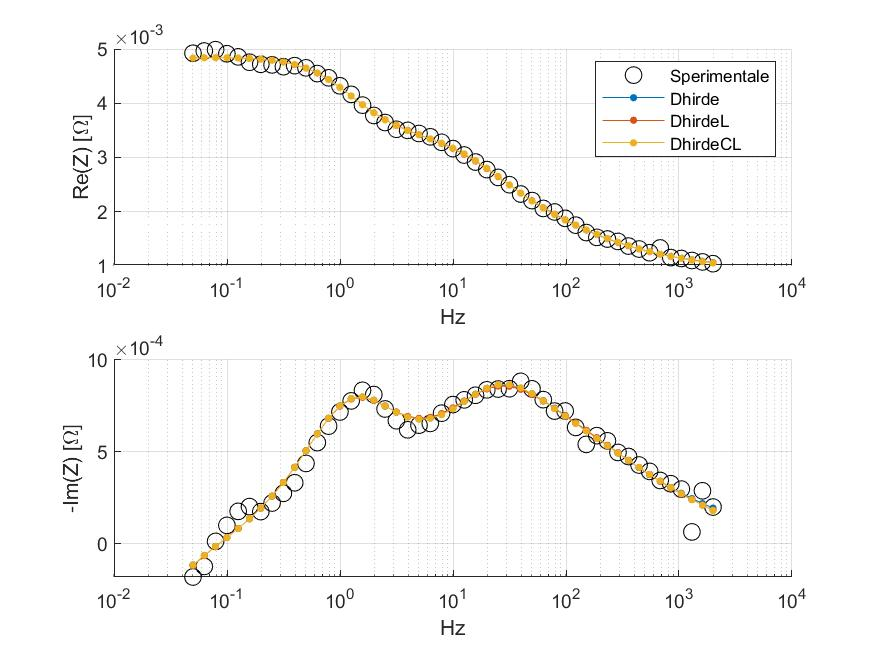 ×10⁻³
5
4
3
2
1
Re(Z) [Ω]
Sperimentale
Dhirde
DhirdeL
DhirdeCL
10⁻² 10⁻¹ 10⁰ 10¹ 10² 10³ 10⁴
Hz
×10⁻⁴
10
5
0
-Im(Z) [Ω]
10⁻² 10⁻¹ 10⁰ 10¹ 10² 10³ 10⁴
Hz